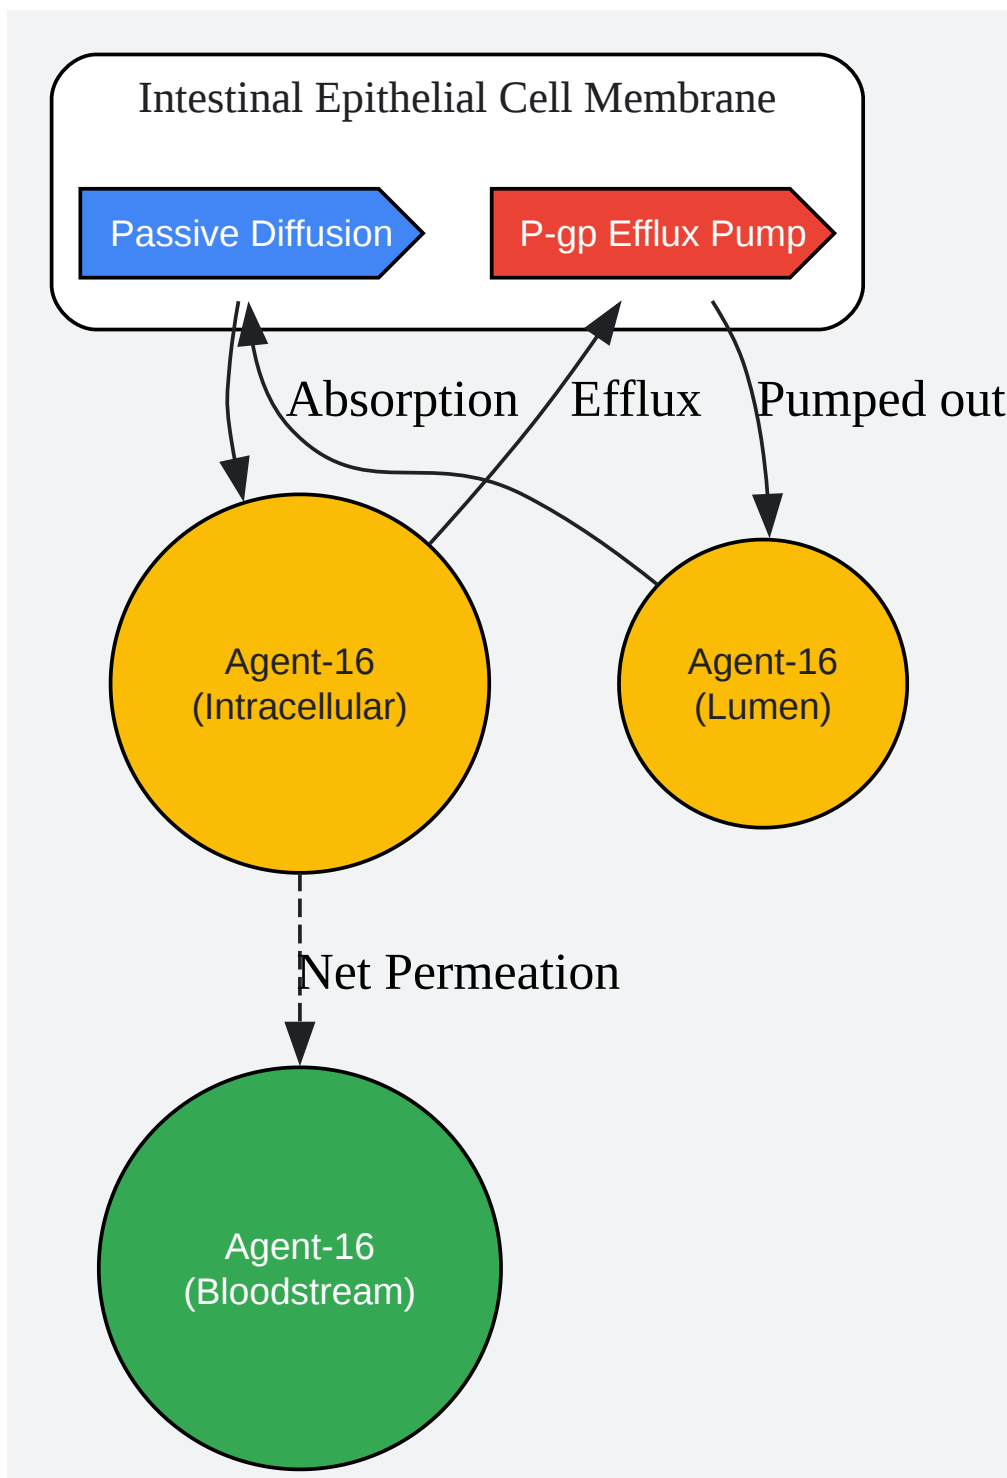 Intestinal Epithelial Cell Membrane
Passive Diffusion
P-gp Efflux Pump
Absorption
Efflux
Pumped out
Agent-16
(Intracellular)
Agent-16
(Lumen)
Net Permeation
Agent-16
(Bloodstream)